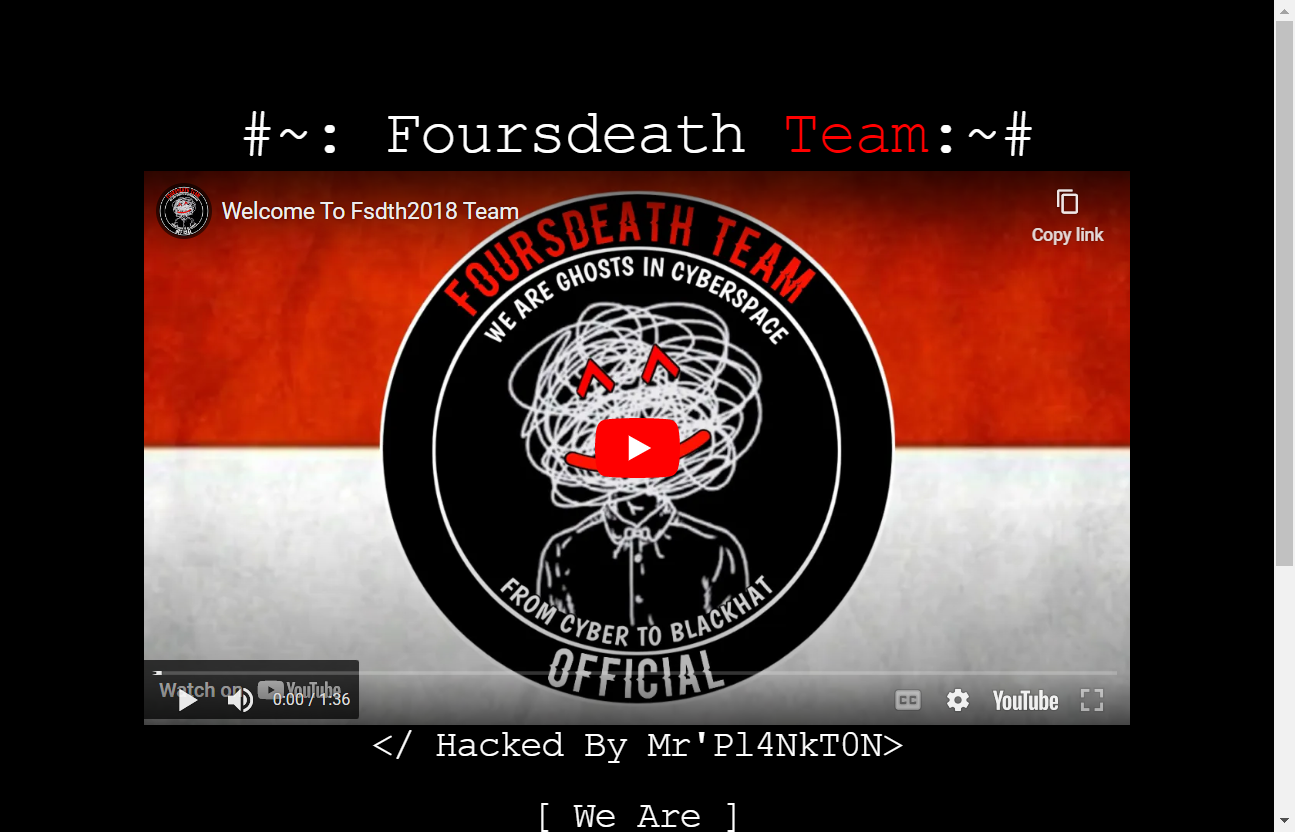 #~: Foursdeath Team:~#
Welcome To Fsdth2018 Team
Copy link
FOURSDEATH TEAM
WE ARE GHOSTS IN CYBERSPACE
FROM CYBER TO BLACKHAT
OFFICIAL
Watch on YouTube
0:00 / 1:36
CC
YouTube
</ Hacked By Mr'Pl4NkT0N>
[ We Are ]